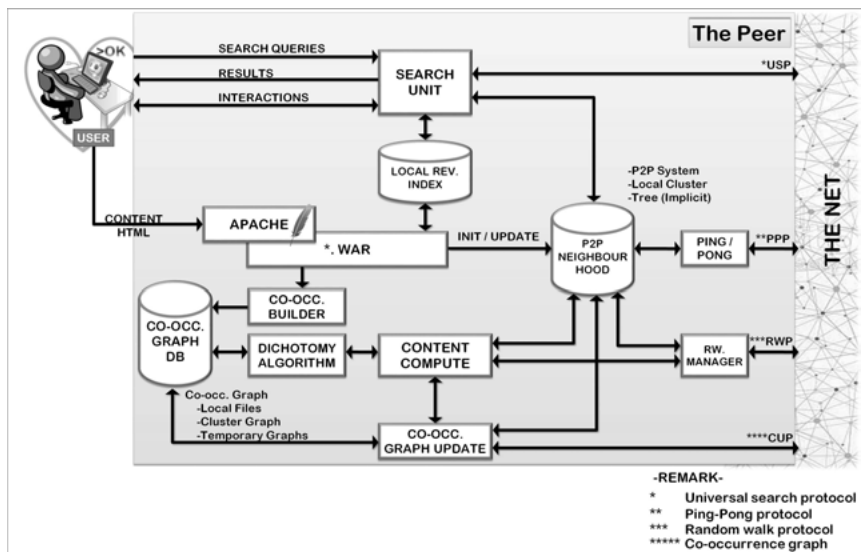 The Peer
>OK
USER
SEARCH QUERIES
RESULTS
INTERACTIONS
SEARCH
UNIT
*USP
LOCAL REV.
INDEX
-P2P System
-Local Cluster
-Tree (Implicit)
THE NET
CONTENT
HTML
APACHE
*. WAR
INIT / UPDATE
P2P
NEIGHBOUR
HOOD
PING /
PONG
**PPP
CO-OCC.
BUILDER
CO-OCC.
GRAPH
DB
DICHOTOMY
ALGORITHM
CONTENT
COMPUTE
RW.
MANAGER
***RWP
Co-occ. Graph
-Local Files
-Cluster Graph
-Temporary Graphs
CO-OCC.
GRAPH UPDATE
****CUP
-REMARK-
* Universal search protocol
** Ping-Pong protocol
*** Random walk protocol
***** Co-occurrence graph